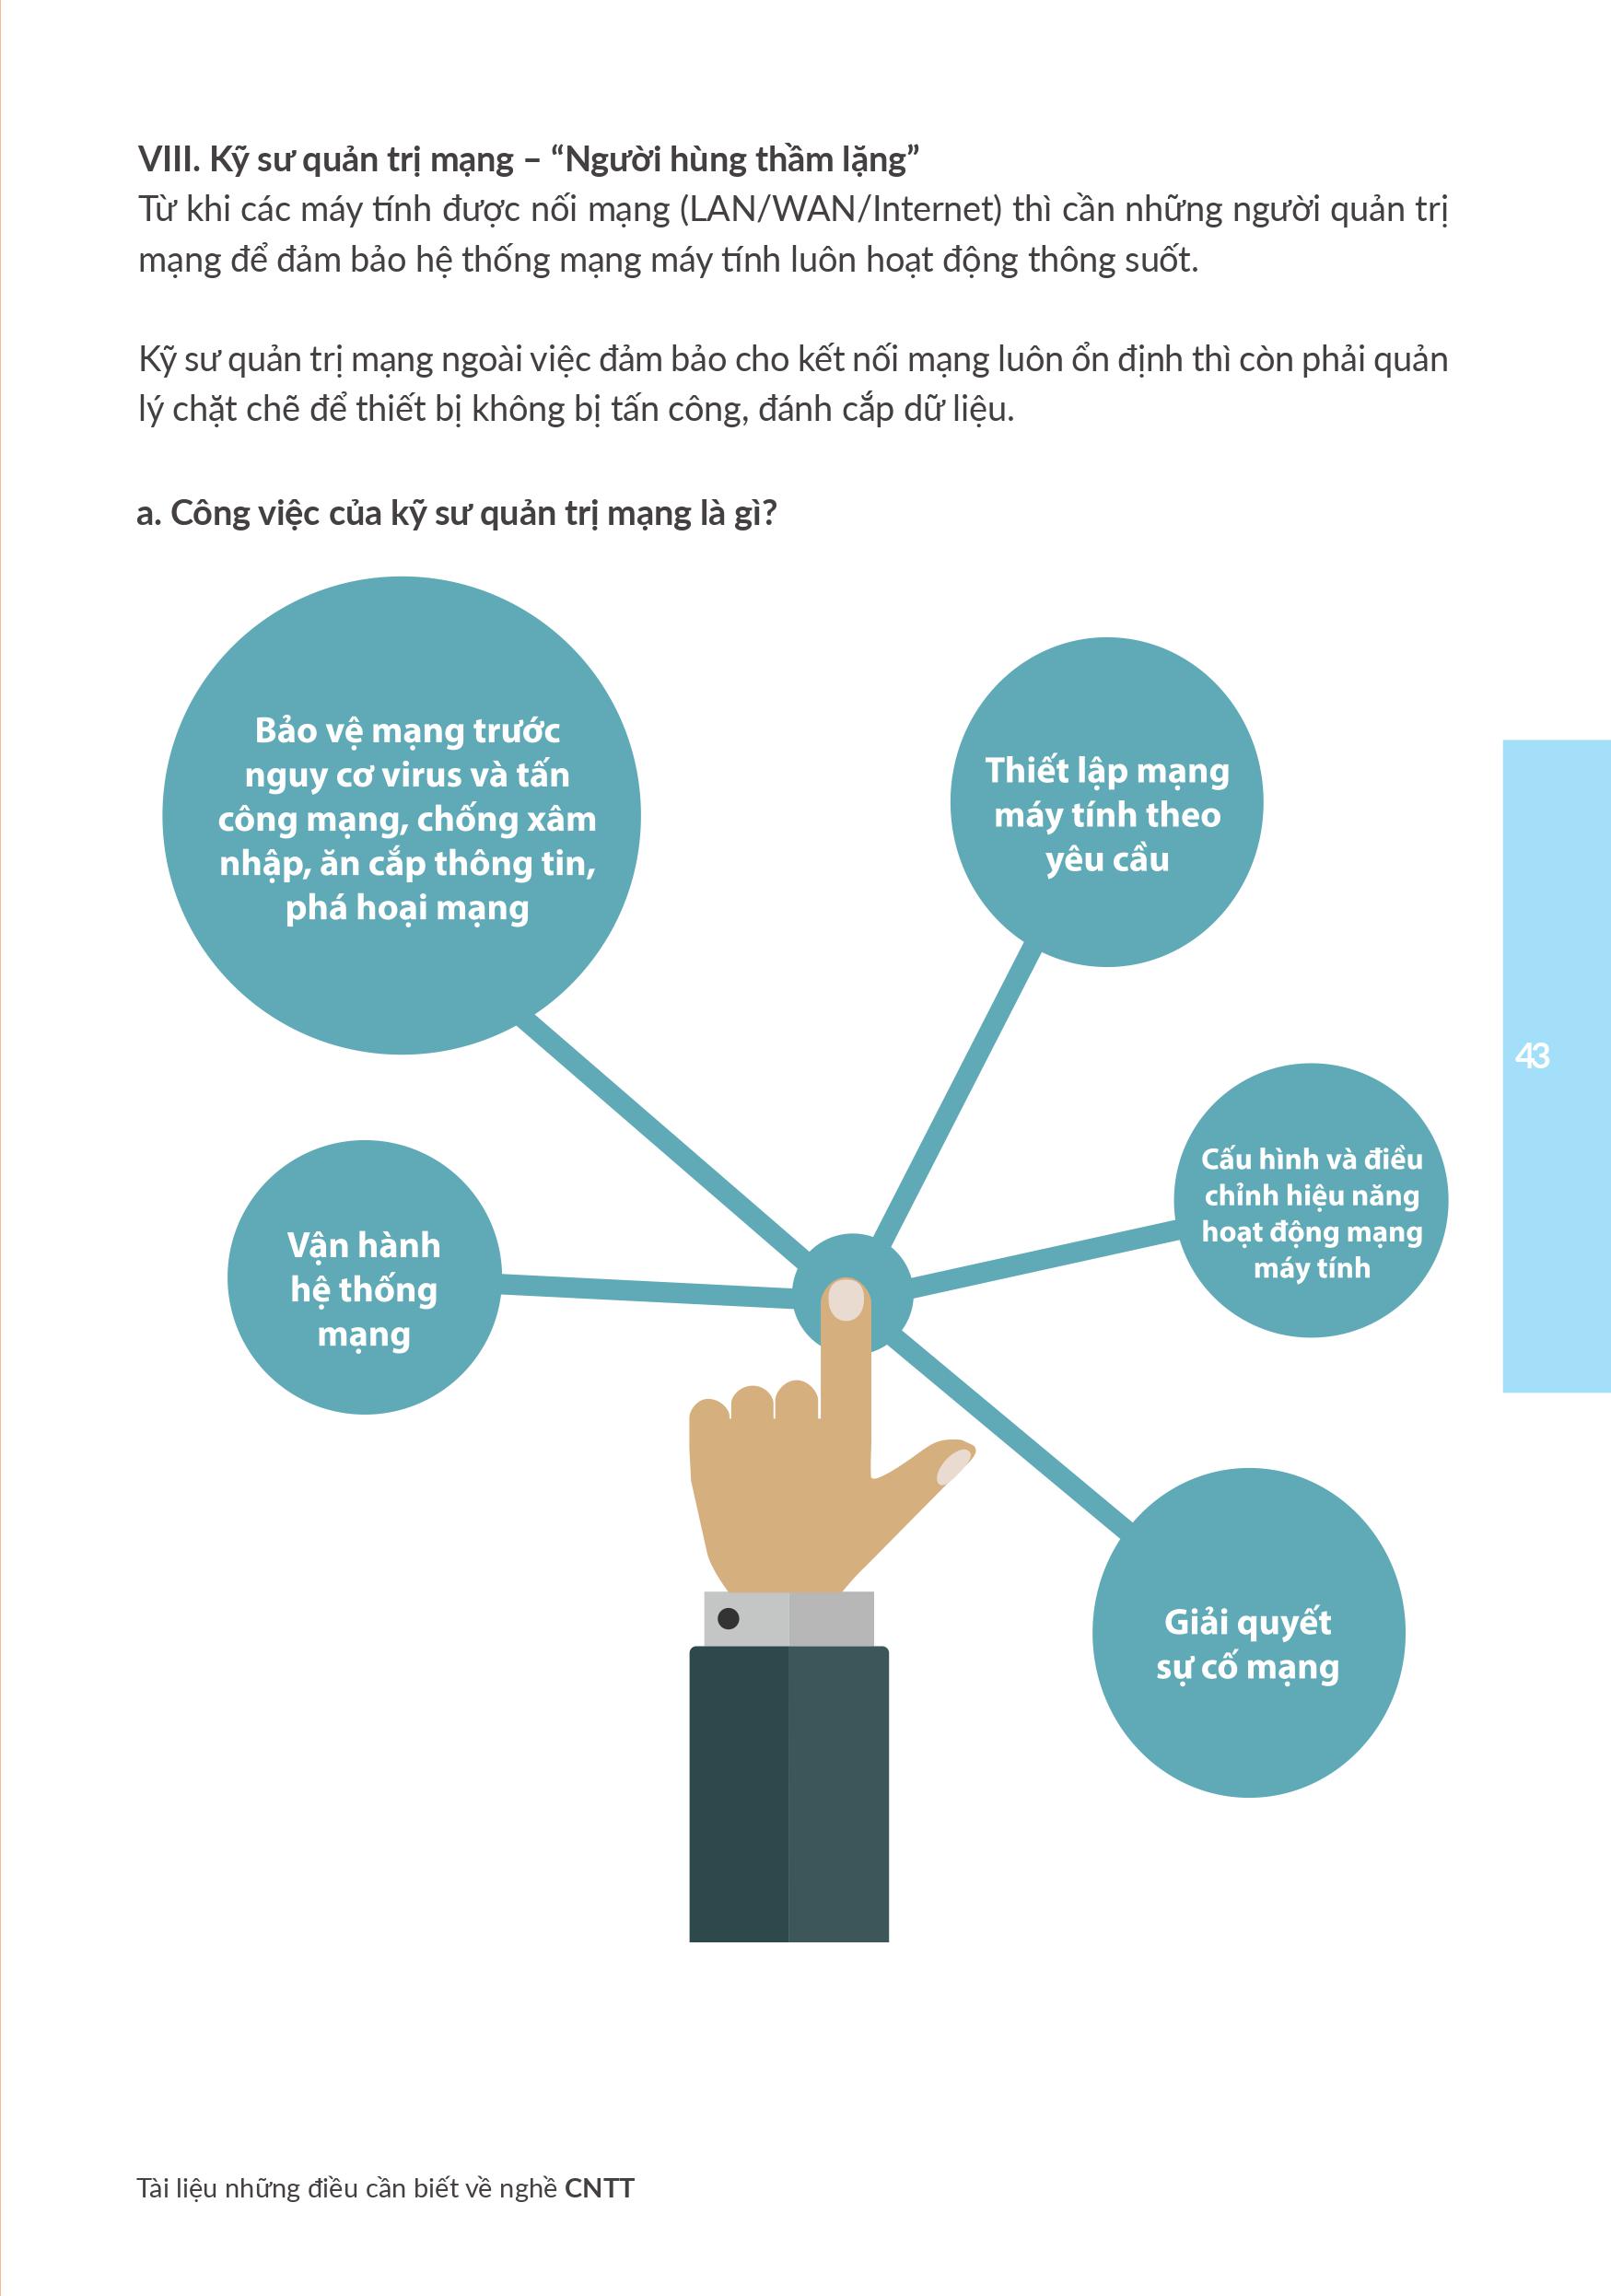 VIII. Kỹ sư quản trị mạng – “Người hùng thầm lặng”
Từ khi các máy tính được nối mạng (LAN/WAN/Internet) thì cần những người quản trị
mạng để đảm bảo hệ thống mạng máy tính luôn hoạt động thông suốt.
Kỹ sư quản trị mạng ngoài việc đảm bảo cho kết nối mạng luôn ổn định thì còn phải quản
lý chặt chẽ để thiết bị không bị tấn công, đánh cắp dữ liệu.
a. Công việc của kỹ sư quản trị mạng là gì?
Bảo vệ mạng trước
nguy cơ virus và tấn
công mạng, chống xâm
nhập, ăn cắp thông tin,
phá hoại mạng
Thiết lập mạng
máy tính theo
yêu cầu
43
Cấu hình và điều
chỉnh hiệu năng
hoạt động mạng
máy tính
Vận hành
hệ thống
mạng
Giải quyết
sự cố mạng
Tài liệu những điều cần biết về nghề CNTT